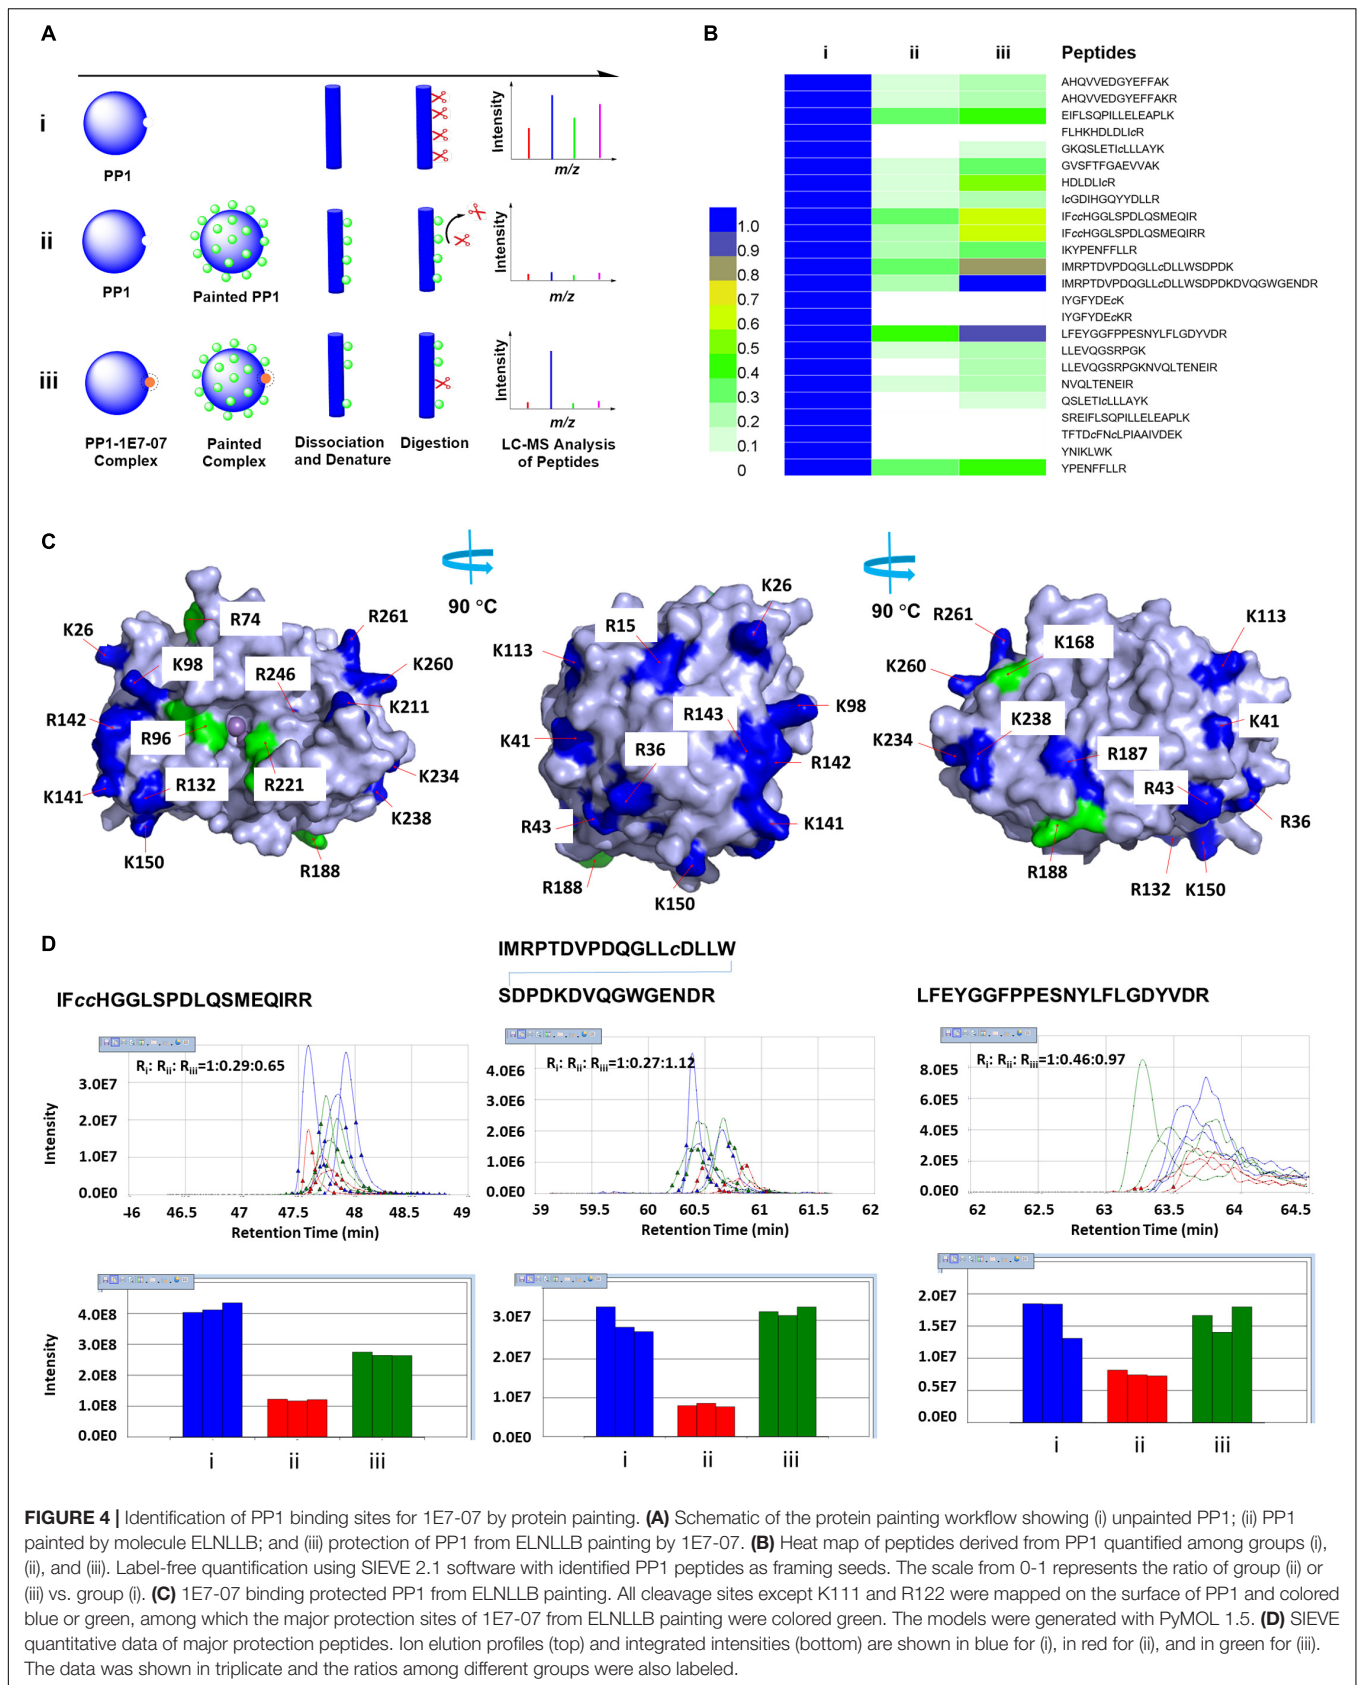 A
i
PP1
Intensity
m/z
ii
PP1
Painted PP1
Intensity
m/z
iii
Intensity
m/z
PP1-1E7-07
Complex
Painted
Complex
Dissociation
and Denature
Digestion
LC-MS Analysis
of Peptides
B
i ii iii Peptides
AHQVVEDGYEFFAK
AHQVVEDGYEFFAKR
EIFLSQPILLELEAPLK
FLHKHDLDLIcR
GKQSLETIcLLLAYK
GVSFTFGAEVVAK
HDLDLIcR
IcGDIHGQYYDLLR
IFccHGGLSPDLQSMEQIR
IFccHGGLSPDLQSMEQIRR
IKYPENFFLLR
IMRPTDVPDQGLLcDLLWSDPDK
IMRPTDVPDQGLLcDLLWSDPDKDVQGWGENDR
IYGFYDEcK
IYGFYDEcKR
LFEYGGFPPESNYLFLGDYVDR
LLEVQGSRPGK
LLEVQGSRPGKNVQLTENEIR
NVQLTENEIR
QSLETIcLLLAYK
SREIFLSQPILLELEAPLK
TFTDcFNcLPIAAIVDEK
YNIKLWK
YPENFFLLR
1.0
0.9
0.8
0.7
0.6
0.5
0.4
0.3
0.2
0.1
0
C
90 °C
90 °C
K26
R74
R261
K98
R246
K260
K211
R142
R96
K141
R132
R221
K234
K238
K150
R188
K26
R15
K113
R143
K98
K41
R36
R142
R43
K141
R188
K150
R261
K168
K113
K260
K238
K41
K234
R187
R43
R36
R188
R132
K150
D
IFccHGGLSPDLQSMEQIRR
Ri: Rii: Riii=1:0.29:0.65
Intensity
3.0E7
2.0E7
1.0E7
0.0E0
46 46.5 47 47.5 48 48.5 49
Retention Time (min)
Intensity
4.0E8
3.0E8
2.0E8
1.0E8
0.0E0
i ii iii
IMRPTDVPDQGLLcDLLW
SDPDKDVQGWGENDR
Ri: Rii: Riii=1:0.27:1.12
4.0E6
3.0E6
2.0E6
1.0E6
0.0E0
59 59.5 60 60.5 61 61.5 62
Retention Time (min)
3.0E7
2.0E7
1.0E7
0.0E0
i ii iii
LFEYGGFPPESNYLFLGDYVDR
Ri: Rii: Riii=1:0.46:0.97
8.0E5
6.0E5
4.0E5
2.0E5
0.0E0
62 62.5 63 63.5 64 64.5
Retention Time (min)
2.0E7
1.5E7
1.0E7
0.5E7
0.0E0
i ii iii
FIGURE 4 | Identification of PP1 binding sites for 1E7-07 by protein painting. (A) Schematic of the protein painting workflow showing (i) unpainted PP1; (ii) PP1
painted by molecule ELNLLB; and (iii) protection of PP1 from ELNLLB painting by 1E7-07. (B) Heat map of peptides derived from PP1 quantified among groups (i),
(ii), and (iii). Label-free quantification using SIEVE 2.1 software with identified PP1 peptides as framing seeds. The scale from 0-1 represents the ratio of group (ii) or
(iii) vs. group (i). (C) 1E7-07 binding protected PP1 from ELNLLB painting. All cleavage sites except K111 and R122 were mapped on the surface of PP1 and colored
blue or green, among which the major protection sites of 1E7-07 from ELNLLB painting were colored green. The models were generated with PyMOL 1.5. (D) SIEVE
quantitative data of major protection peptides. Ion elution profiles (top) and integrated intensities (bottom) are shown in blue for (i), in red for (ii), and in green for (iii).
The data was shown in triplicate and the ratios among different groups were also labeled.